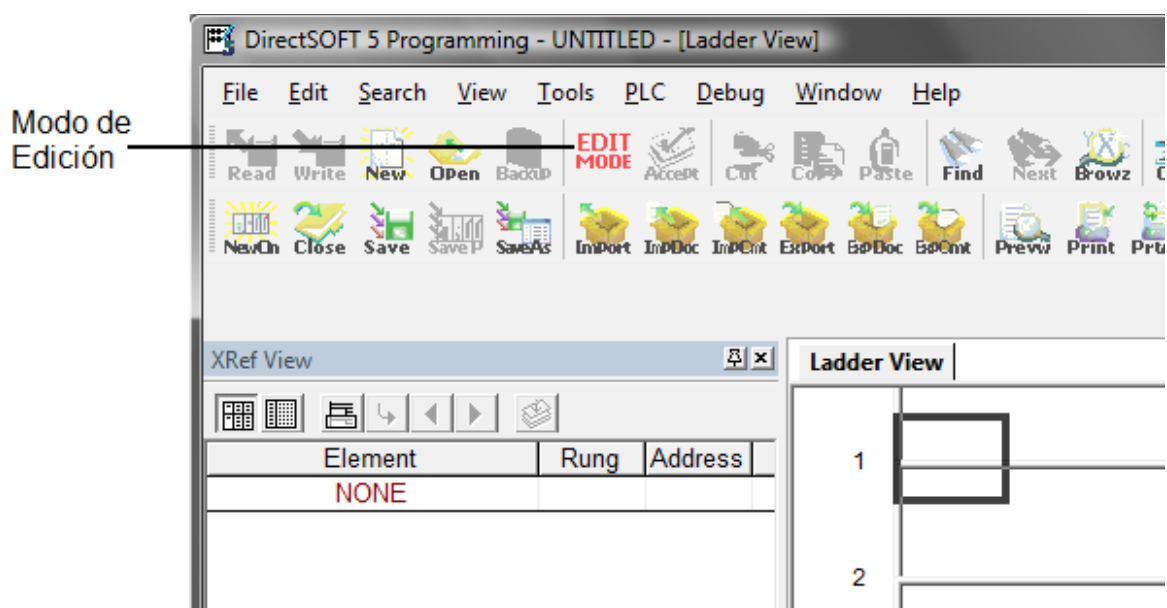 DirectSOFT 5 Programming - UNTITLED - [Ladder View]
File Edit Search View Tools PLC Debug Window Help
Modo de
Edición
EDIT
MODE
Read Write New Open Backup Accept Cut Copy Paste Find Next Browz
NewCn Close Save SaveP SaveAs Import ImpDoc ImpCmt Export ExpDoc ExpCmt Prevw Print
XRef View
Ladder View
Element Rung Address
NONE
1
2